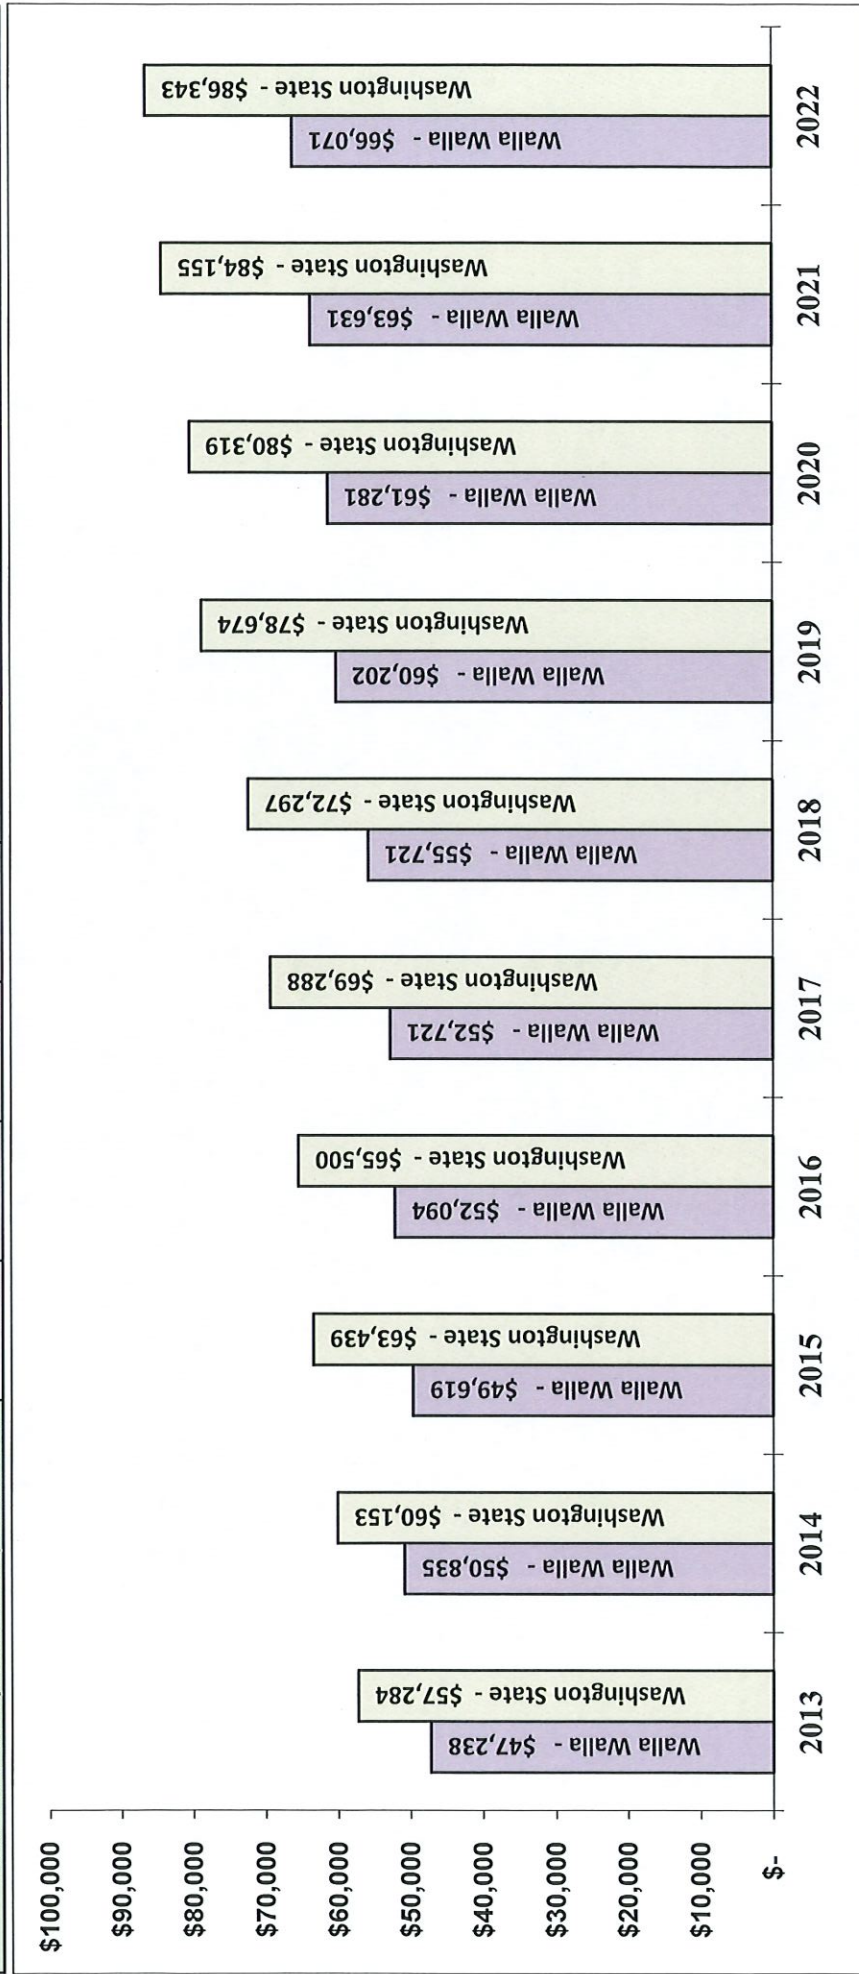 $100,000
$90,000
$80,000
$70,000
$60,000
$50,000
$40,000
$30,000
$20,000
$10,000
$-
Walla Walla - $47,238
Washington State - $57,284
Walla Walla - $50,835
Washington State - $60,153
Walla Walla - $49,619
Washington State - $63,439
Walla Walla - $52,094
Washington State - $65,500
Walla Walla - $52,721
Washington State - $69,288
Walla Walla - $55,721
Washington State - $72,297
Walla Walla - $60,202
Washington State - $78,674
Walla Walla - $61,281
Washington State - $80,319
Walla Walla - $63,631
Washington State - $84,155
Walla Walla - $66,071
Washington State - $86,343
2013
2014
2015
2016
2017
2018
2019
2020
2021
2022